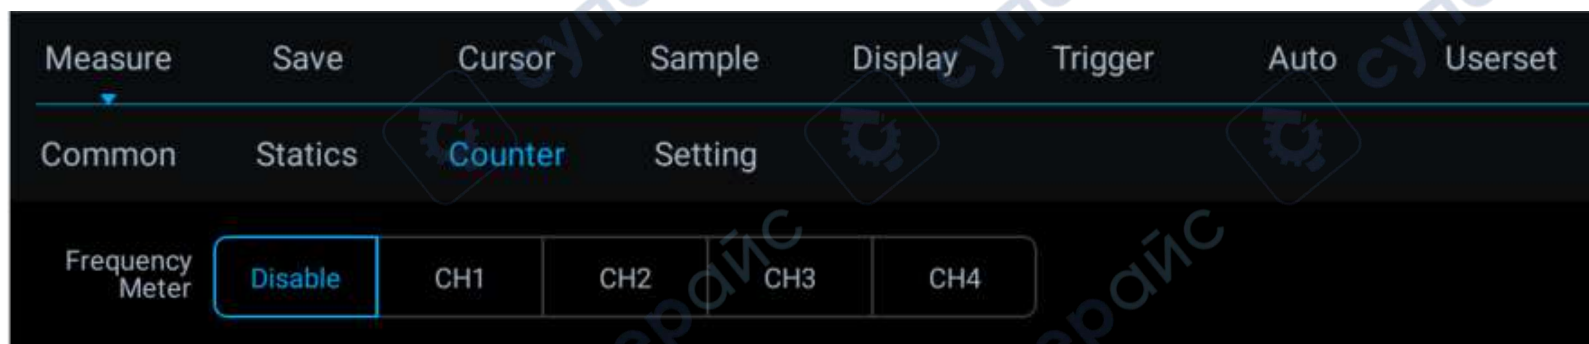 Measure Save Cursor Sample Display Trigger Auto Userset
Common Statics Counter Setting
Frequency
Meter
Disable CH1 CH2 CH3 CH4